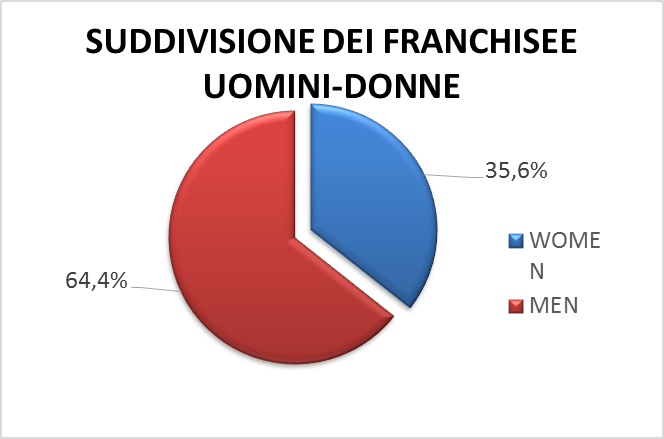 SUDDIVISIONE DEI FRANCHISEE
UOMINI-DONNE
35,6%
64,4%
WOME
N
MEN